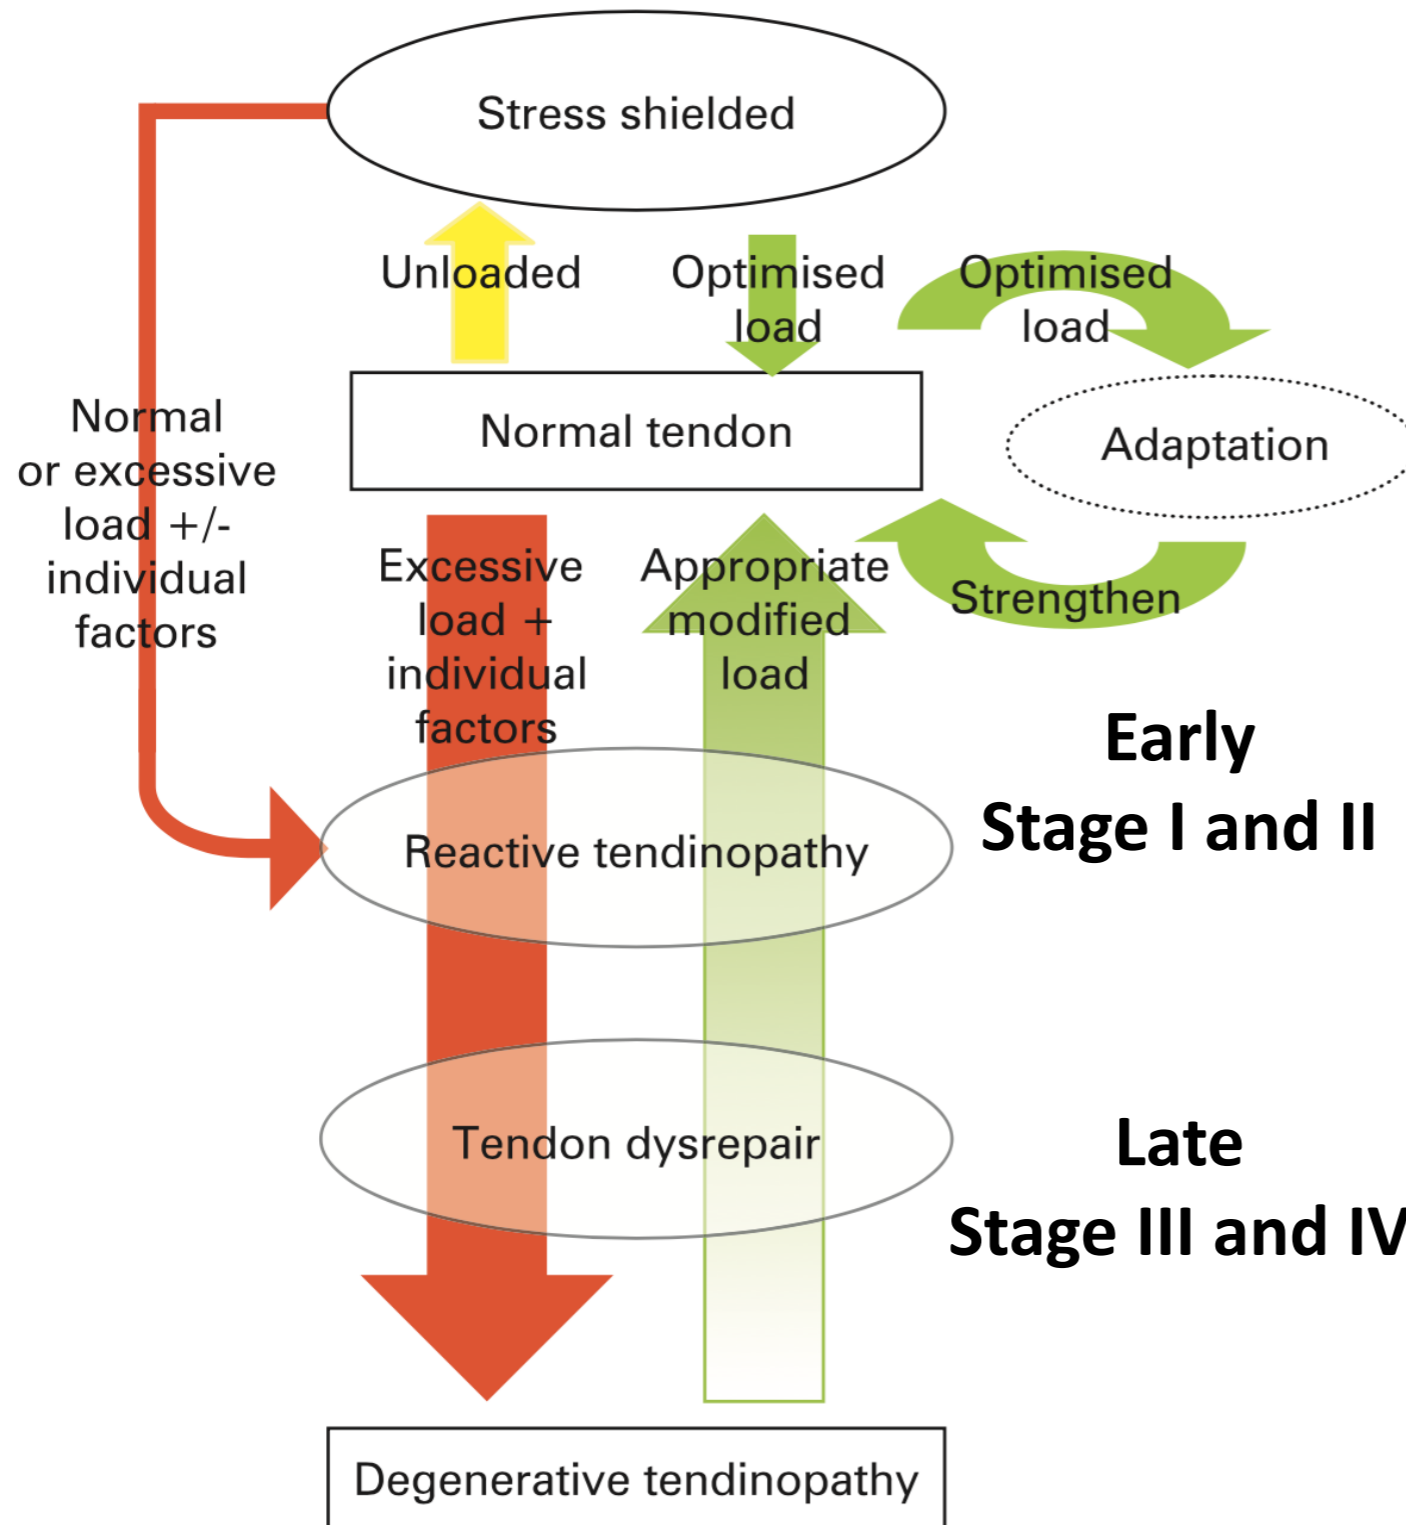 Stress shielded
Unloaded
Optimised
load
Optimised
load
Normal
or excessive
load +/-
individual
factors
Normal tendon
Adaptation
Excessive
load +
individual
factors
Appropriate
modified
load
Strengthen
Early
Stage I and II
Reactive tendinopathy
Tendon dysrepair
Late
Stage III and IV
Degenerative tendinopathy